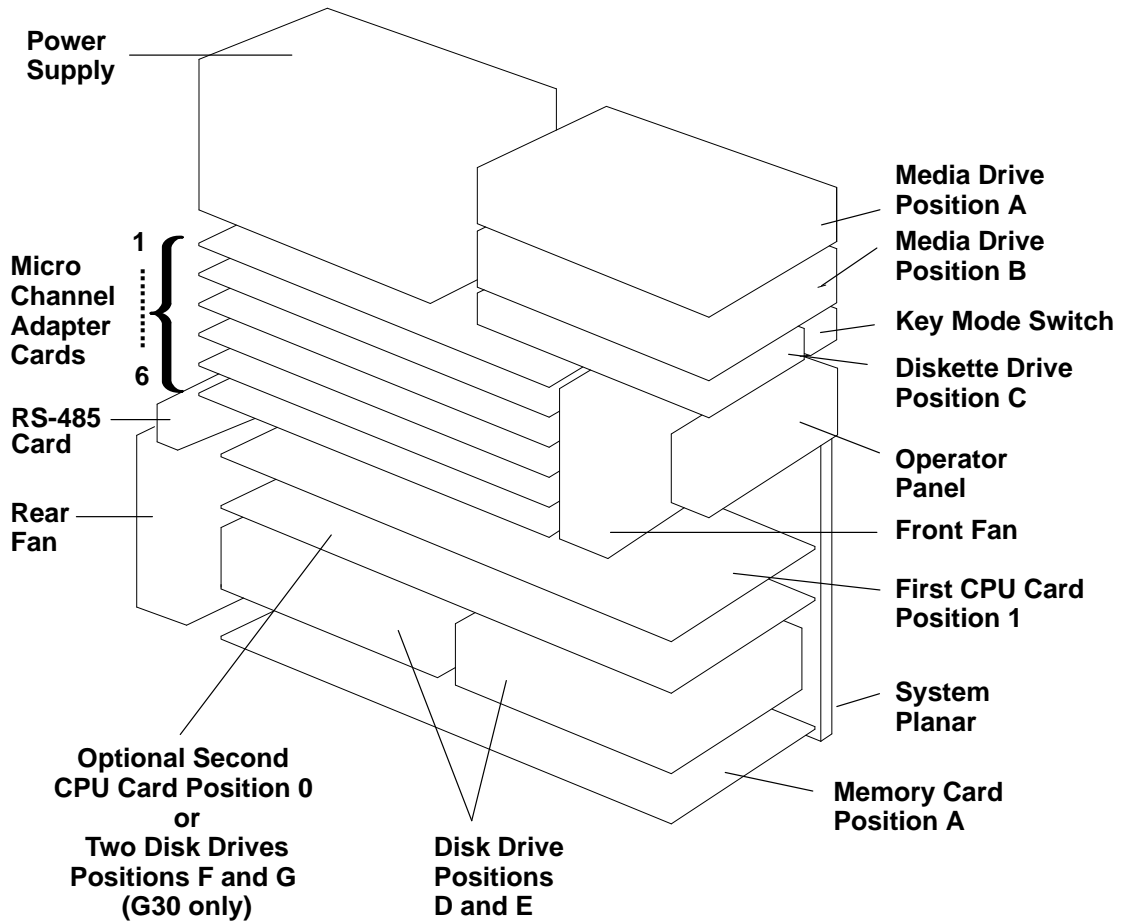 Power
Supply
Media Drive
Position A
Media Drive
Position B
1
Micro
Channel
Adapter
Cards
6
Key Mode Switch
Diskette Drive
Position C
RS-485
Card
Operator
Panel
Rear
Fan
Front Fan
First CPU Card
Position 1
System
Planar
Optional Second
CPU Card Position 0
or
Two Disk Drives
Positions F and G
(G30 only)
Disk Drive
Positions
D and E
Memory Card
Position A